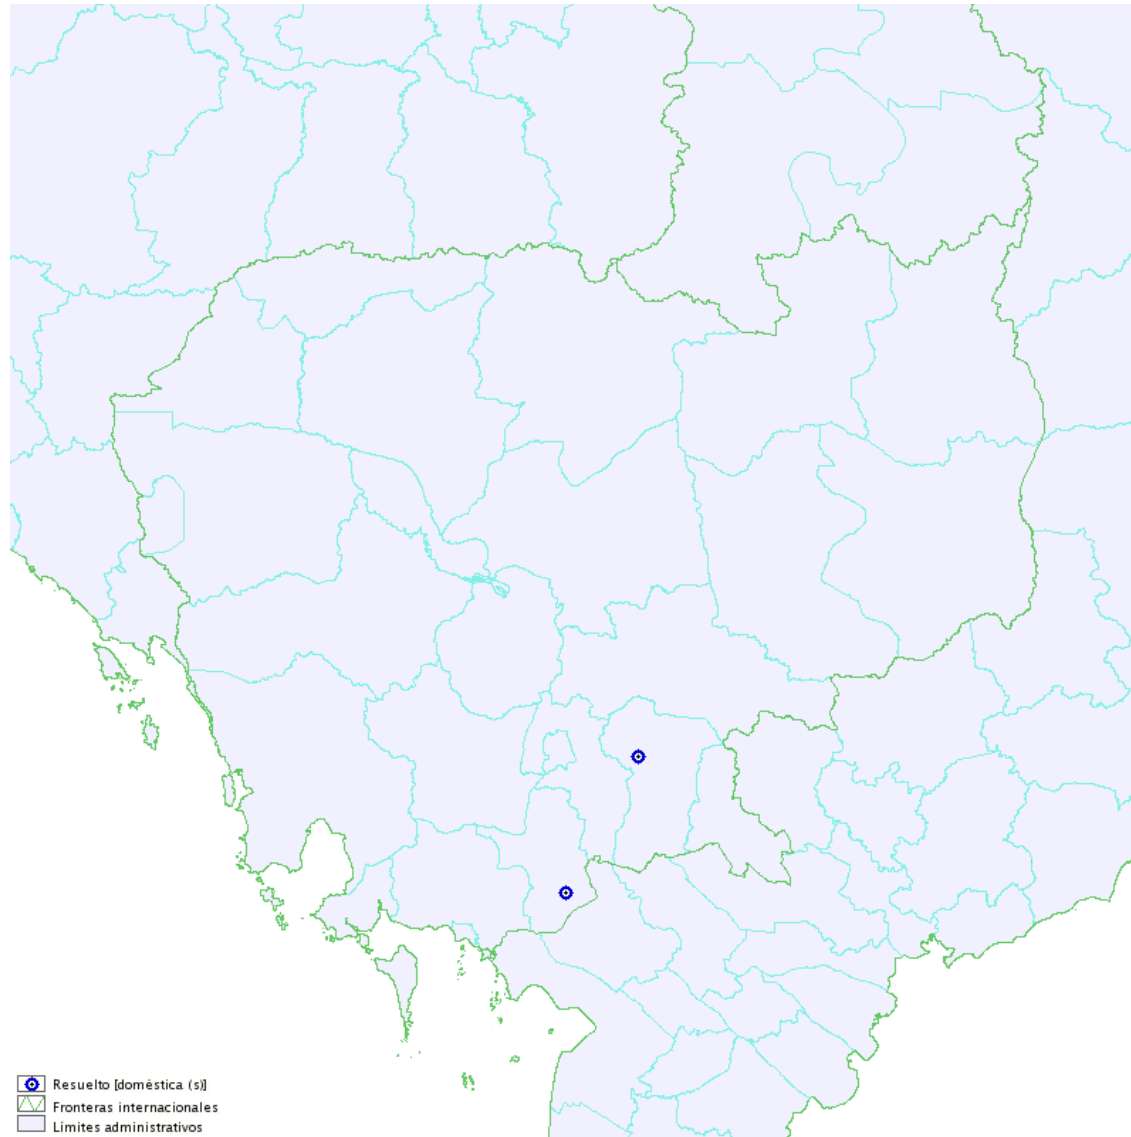 Resuelto [doméstica (s)]
Fronteras internacionales
Límites administrativos